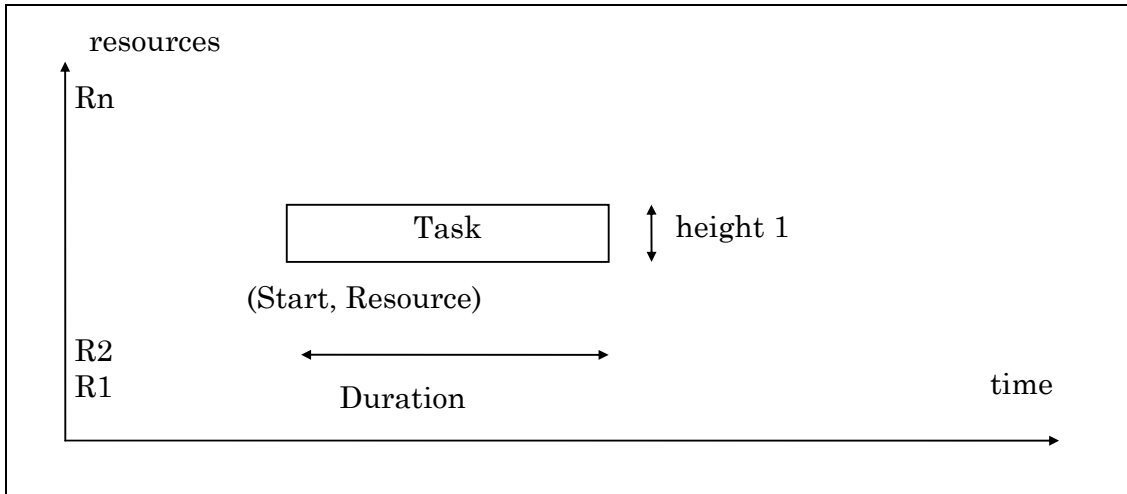 resources
Rn
Task
height 1
(Start, Resource)
R2
R1
time
Duration